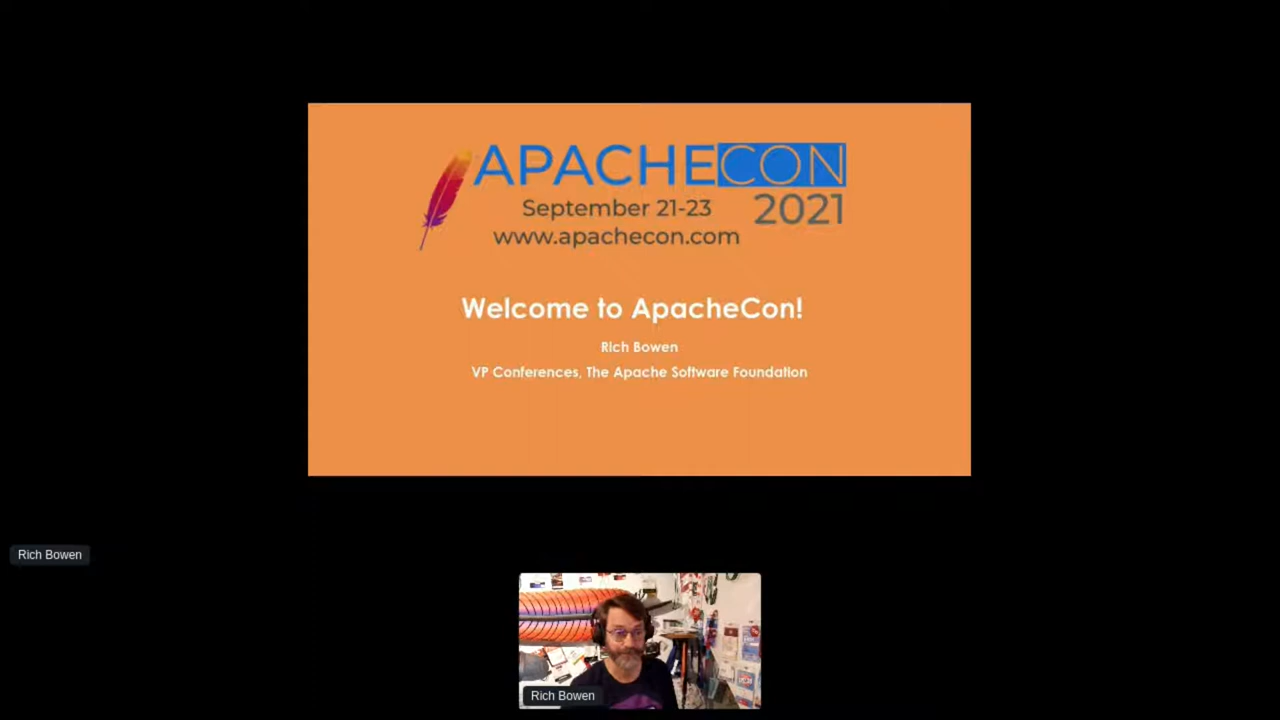 APACHECON
September 21-23
2021
www.apachecon.com
Welcome to ApacheCon!
Rich Bowen
VP Conferences, The Apache Software Foundation
Rich Bowen
Rich Bowen